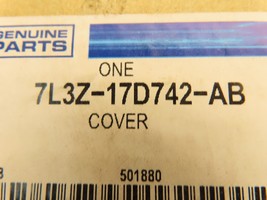 GENUINE
PARTS
ONE
7L3Z-17D742-AB
COVER
501880